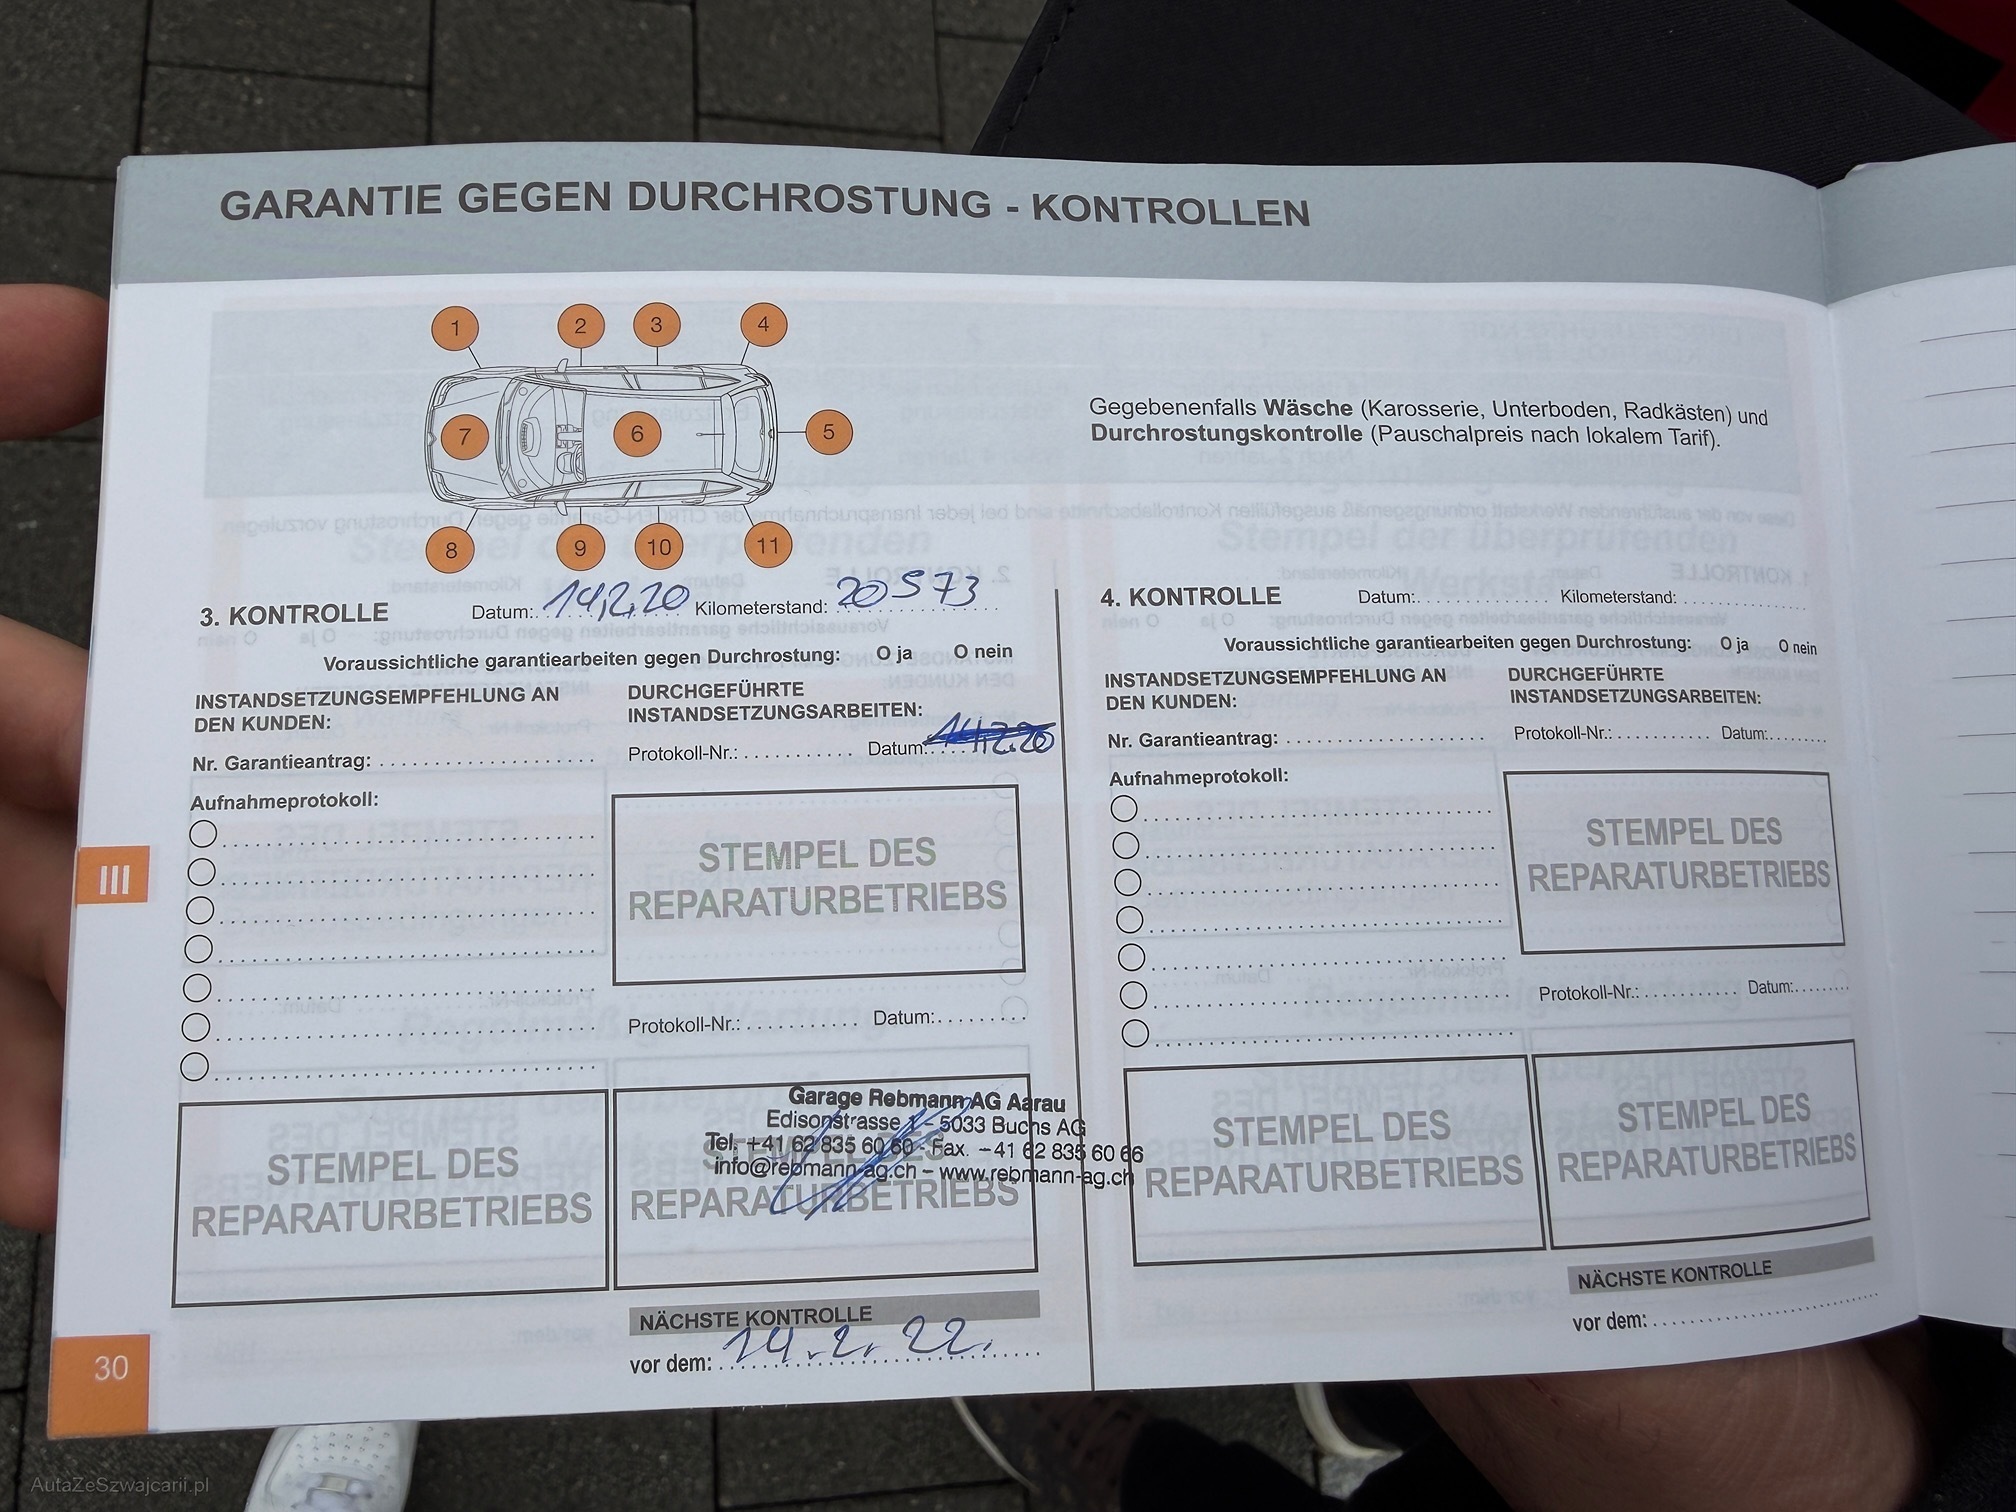 GARANTIE GEGEN DURCHROSTUNG - KONTROLLEN
1
2
3
4
5
6
7
8
9
10
11
Gegebenenfalls Wäsche (Karosserie, Unterboden, Radkästen) und
Durchrostungskontrolle (Pauschalpreis nach lokalem Tarif).
3. KONTROLLE Datum: 14.2.20 Kilometerstand: 20573
Voraussichtliche garantiearbeiten gegen Durchrostung: O ja O nein
INSTANDSETZUNGSEMPFEHLUNG AN
DEN KUNDEN:
Nr. Garantieantrag:
Aufnahmeprotokoll:
DURCHGEFÜHRTE
INSTANDSETZUNGSARBEITEN:
Protokoll-Nr.: Datum: 14.2.20
STEMPEL DES
REPARATURBETRIEBS
Protokoll-Nr.: Datum:
STEMPEL DES
REPARATURBETRIEBS
STEMPEL DES
REPARATURBETRIEBS
Garage Rebmann AG Aarau
Edisonstrasse 1 - 5033 Buchs AG
Tel. +41 62 835 60 60 - Fax. -41 62 835 60 66
info@rebmann-ag.ch - www.rebmann-ag.ch
NÄCHSTE KONTROLLE
vor dem: 14.2.22.
4. KONTROLLE Datum: Kilometerstand:
Voraussichtliche garantiearbeiten gegen Durchrostung: O ja O nein
INSTANDSETZUNGSEMPFEHLUNG AN
DEN KUNDEN:
Nr. Garantieantrag:
Aufnahmeprotokoll:
DURCHGEFÜHRTE
INSTANDSETZUNGSARBEITEN:
Protokoll-Nr.: Datum:
STEMPEL DES
REPARATURBETRIEBS
Protokoll-Nr.: Datum:
STEMPEL DES
REPARATURBETRIEBS
STEMPEL DES
REPARATURBETRIEBS
NÄCHSTE KONTROLLE
vor dem:
III
30
AutaZeSzwajcarii.pl